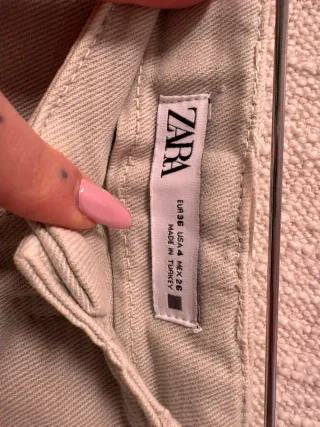 ZARA
EUR 36 USA 4 MEX 26
MADE IN TURKEY